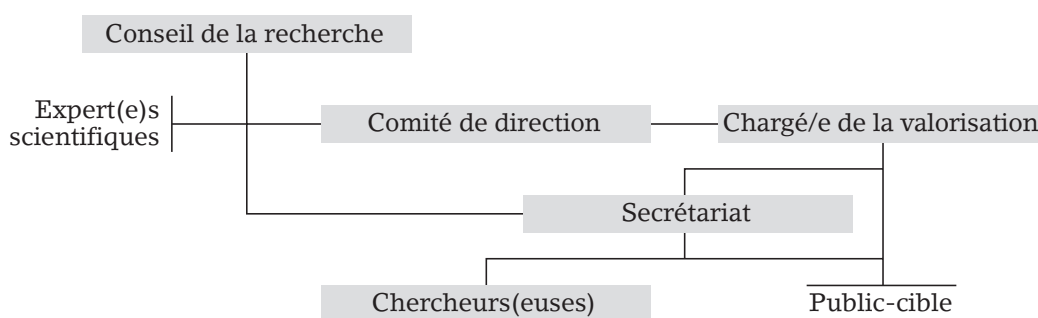 Conseil de la recherche
Expert(e)s
scientifiques
Comité de direction
Chargé/e de la valorisation
Secrétariat
Chercheurs(euses)
Public-cible